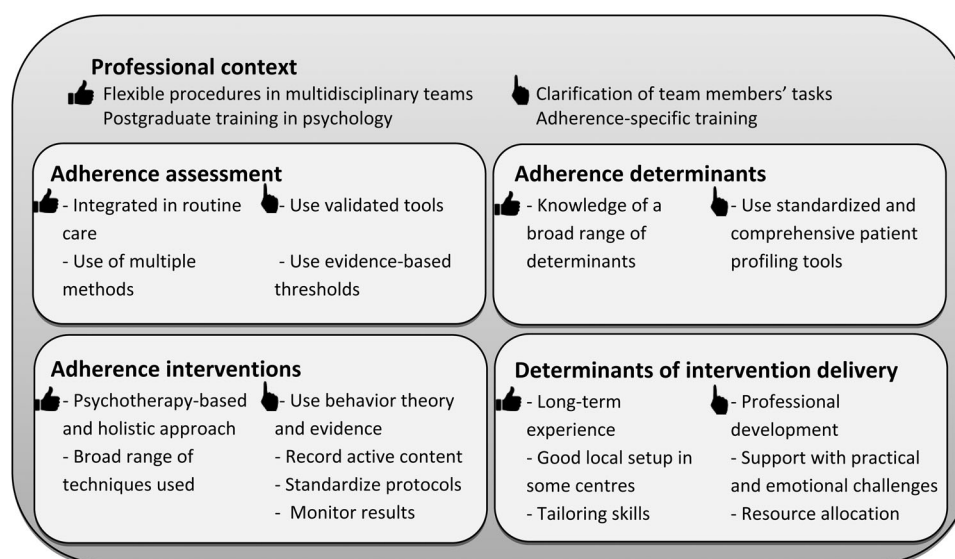 Professional context
Flexible procedures in multidisciplinary teams
Postgraduate training in psychology
Clarification of team members’ tasks
Adherence-specific training
Adherence assessment
- Integrated in routine
care
- Use of multiple
methods
- Use validated tools
- Use evidence-based
thresholds
Adherence determinants
- Knowledge of a
broad range of
determinants
- Use standardized and
comprehensive patient
profiling tools
Adherence interventions
- Psychotherapy-based
and holistic approach
- Broad range of
techniques used
- Use behavior theory
and evidence
- Record active content
- Standardize protocols
- Monitor results
Determinants of intervention delivery
- Long-term
experience
- Good local setup in
some centres
- Tailoring skills
- Professional
development
- Support with practical
and emotional challenges
- Resource allocation